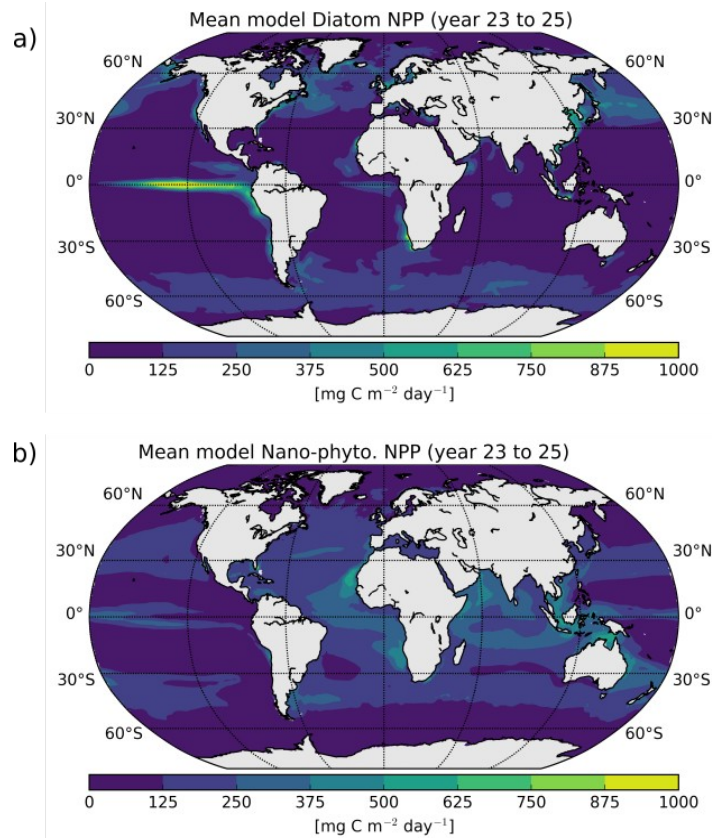 a)
Mean model Diatom NPP (year 23 to 25)
60°N 60°N
30°N 30°N
0° 0°
30°S 30°S
60°S 60°S
0 125 250 375 500 625 750 875 1000
[mg C m⁻² day⁻¹]
b)
Mean model Nano-phyto. NPP (year 23 to 25)
60°N 60°N
30°N 30°N
0° 0°
30°S 30°S
60°S 60°S
0 125 250 375 500 625 750 875 1000
[mg C m⁻² day⁻¹]